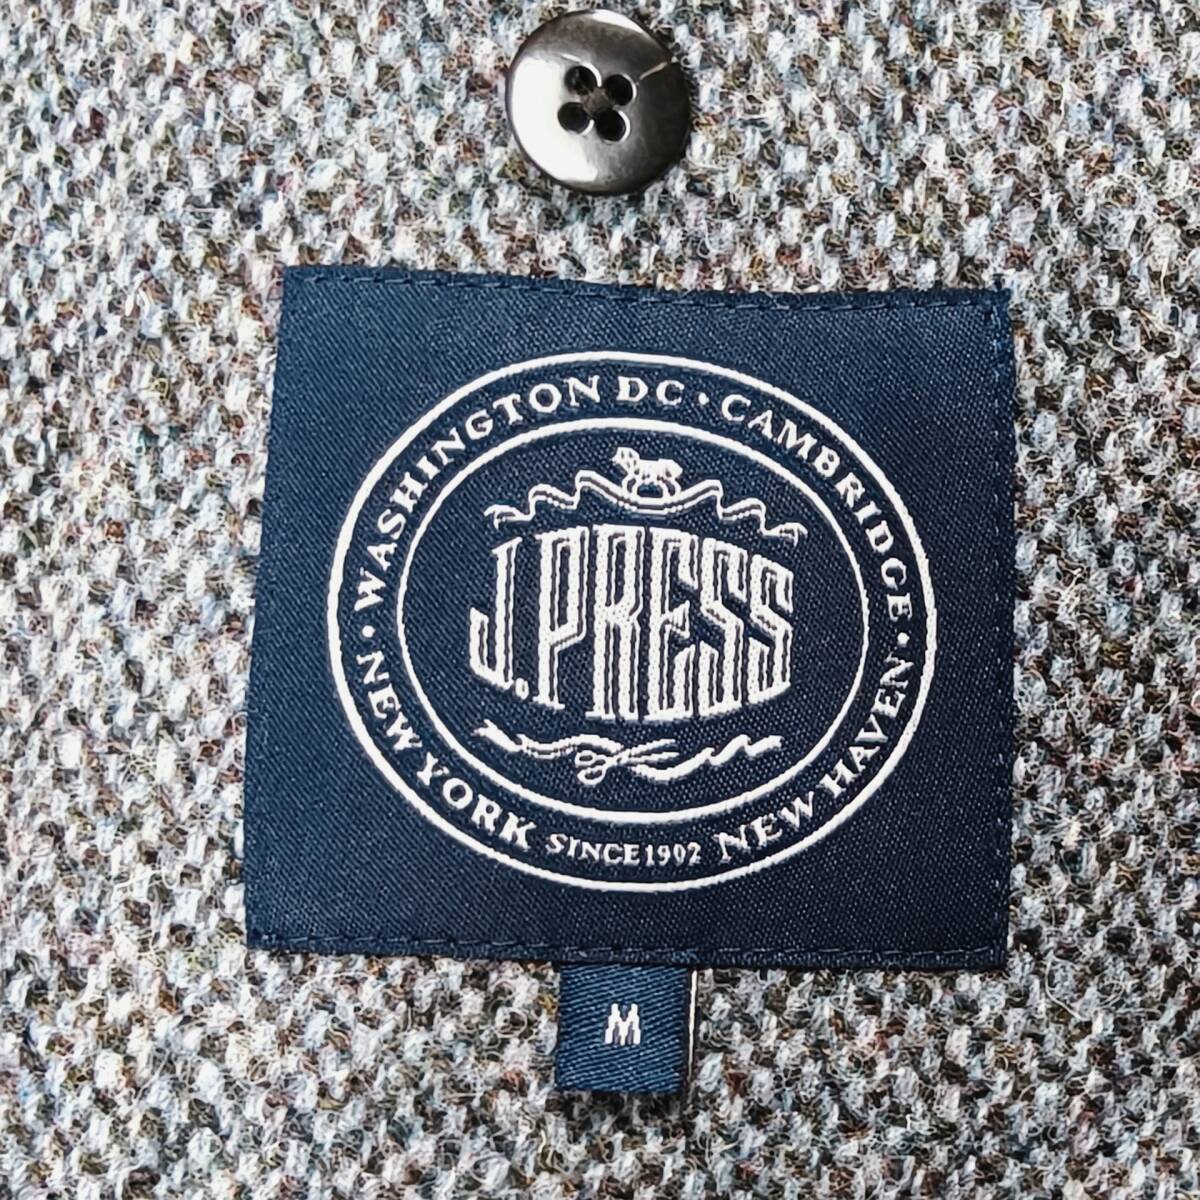 WASHINGTON DC • CAMBRIDGE •
J.PRESS
• NEW YORK SINCE 1902 NEW HAVEN
M